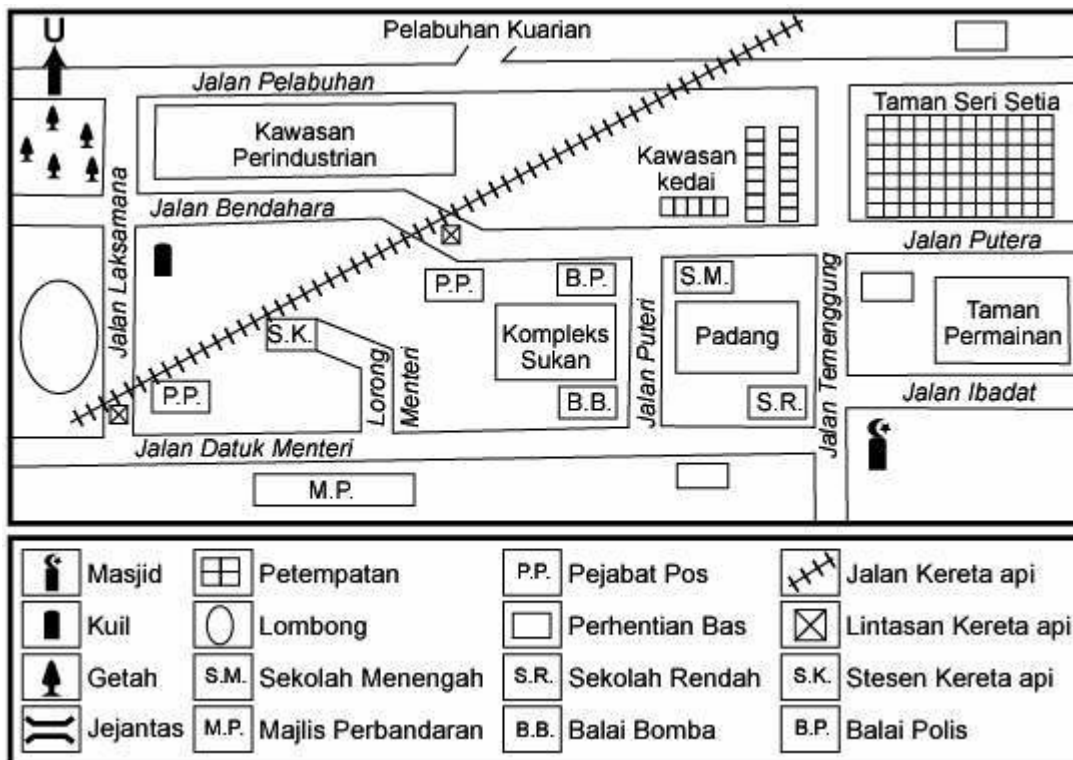 U
Pelabuhan Kuarian
Jalan Pelabuhan
Taman Seri Setia
Kawasan
Perindustrian
Kawasan
kedai
Jalan Laksamana
Jalan Bendahara
Jalan Putera
P.P.
B.P.
S.M.
S.K.
Kompleks
Sukan
Padang
Taman
Permainan
Jalan Puteri
Jalan Temenggung
Lorong
Menteri
P.P.
B.B.
S.R.
Jalan Ibadat
Jalan Datuk Menteri
M.P.
Masjid
Petempatan
P.P. Pejabat Pos
Jalan Kereta api
Kuil
Lombong
Perhentian Bas
Lintasan Kereta api
Getah
S.M. Sekolah Menengah
S.R. Sekolah Rendah
S.K. Stesen Kereta api
Jejantas
M.P. Majlis Perbandaran
B.B. Balai Bomba
B.P. Balai Polis